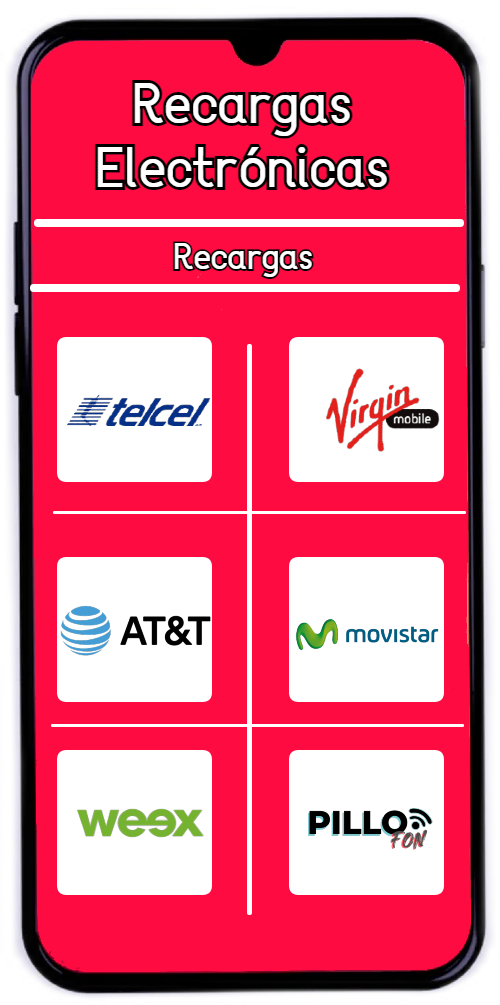 Recargas
Electrónicas
Recargas
telcel
Virgin
mobile
AT&T
movistar
weex
PILLO
FON